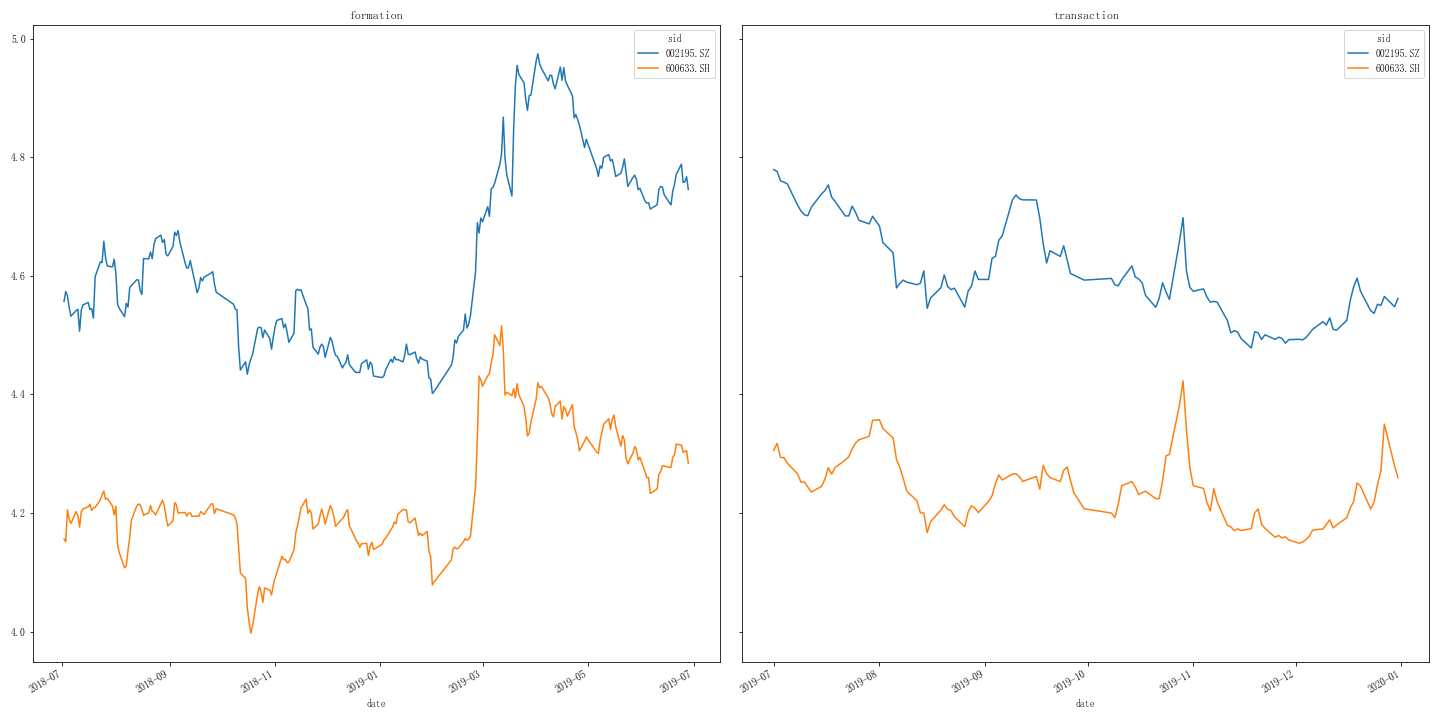 formation
sid
002195.SZ
600633.SH
5.0
4.8
4.6
4.4
4.2
4.0
2018-07
2018-09
2018-11
2019-01
2019-03
2019-05
2019-07
date
transaction
sid
002195.SZ
600633.SH
2019-07
2019-08
2019-09
2019-10
2019-11
2019-12
2020-01
date